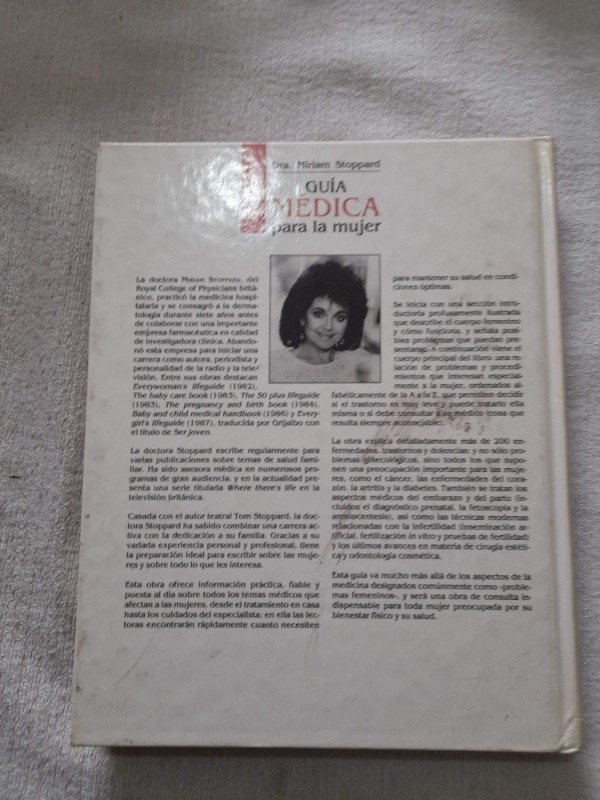 Dra. Miriam Stoppard
GUÍA
MÉDICA
para la mujer
La doctora MIRIAM STOPPARD, del
Royal College of Physicians britá-
nico, practicó la medicina hospi-
talaria y se consagró a la derma-
tología durante siete años antes
de colaborar con una importante
empresa farmacéutica en calidad
de investigadora clínica. Abando-
nó esta empresa para iniciar una
carrera como autora, periodista y
personalidad de la radio y la tele-
visión. Entre sus obras destacan
Everywoman's lifeguide (1982),
The baby care book (1983), The 50 plus lifeguide
(1983), The pregnancy and birth book (1984),
Baby and child medical handbook (1986) y Every-
girl's lifeguide (1987), traducida por Grijalbo con
el título de Ser joven.
La doctora Stoppard escribe regularmente para
varias publicaciones sobre temas de salud fami-
liar. Ha sido asesora médica en numerosos pro-
gramas de gran audiencia, y en la actualidad pre-
senta una serie titulada Where there's life en la
televisión británica.
Casada con el autor teatral Tom Stoppard, la doc-
tora Stoppard ha sabido combinar una carrera ac-
tiva con la dedicación a su familia. Gracias a su
variada experiencia personal y profesional, tiene
la preparación ideal para escribir sobre las muje-
res y sobre todo lo que les interesa.
Esta obra ofrece información práctica, fiable y
puesta al día sobre todos los temas médicos que
afectan a las mujeres, desde el tratamiento en casa
hasta los cuidados del especialista; en ella las lec-
toras encontrarán rápidamente cuanto necesiten
para mantener su salud en condi-
ciones óptimas.
Se inicia con una sección intro-
ductoria profusamente ilustrada
que describe el cuerpo femenino
y cómo funciona, y señala posi-
bles problemas que puedan pre-
sentarse. A continuación viene el
cuerpo principal del libro: una re-
lación de problemas y procedi-
mientos que interesan especial-
mente a la mujer, ordenados al-
fabéticamente de la A a la Z, que permiten decidir
si el trastorno es muy leve y puede tratarlo ella
misma o si debe consultar a su médico (cosa que
resulta siempre aconsejable).
La obra explica detalladamente más de 200 en-
fermedades, trastornos y dolencias; y no sólo pro-
blemas ginecológicos, sino todos los que supo-
nen una preocupación importante para las muje-
res, como el cáncer, las enfermedades del cora-
zón, la artritis y la diabetes. También se tratan los
aspectos médicos del embarazo y del parto (in-
cluidos el diagnóstico prenatal, la fetoscopia y la
amniocentesis), así como las técnicas modernas
relacionadas con la infertilidad (inseminación ar-
tificial, fertilización in vitro y pruebas de fertilidad)
y los últimos avances en materia de cirugía estéti-
ca y odontología cosmética.
Esta guía va mucho más allá de los aspectos de la
medicina designados comúnmente como «proble-
mas femeninos», y será una obra de consulta in-
dispensable para toda mujer preocupada por su
bienestar físico y su salud.